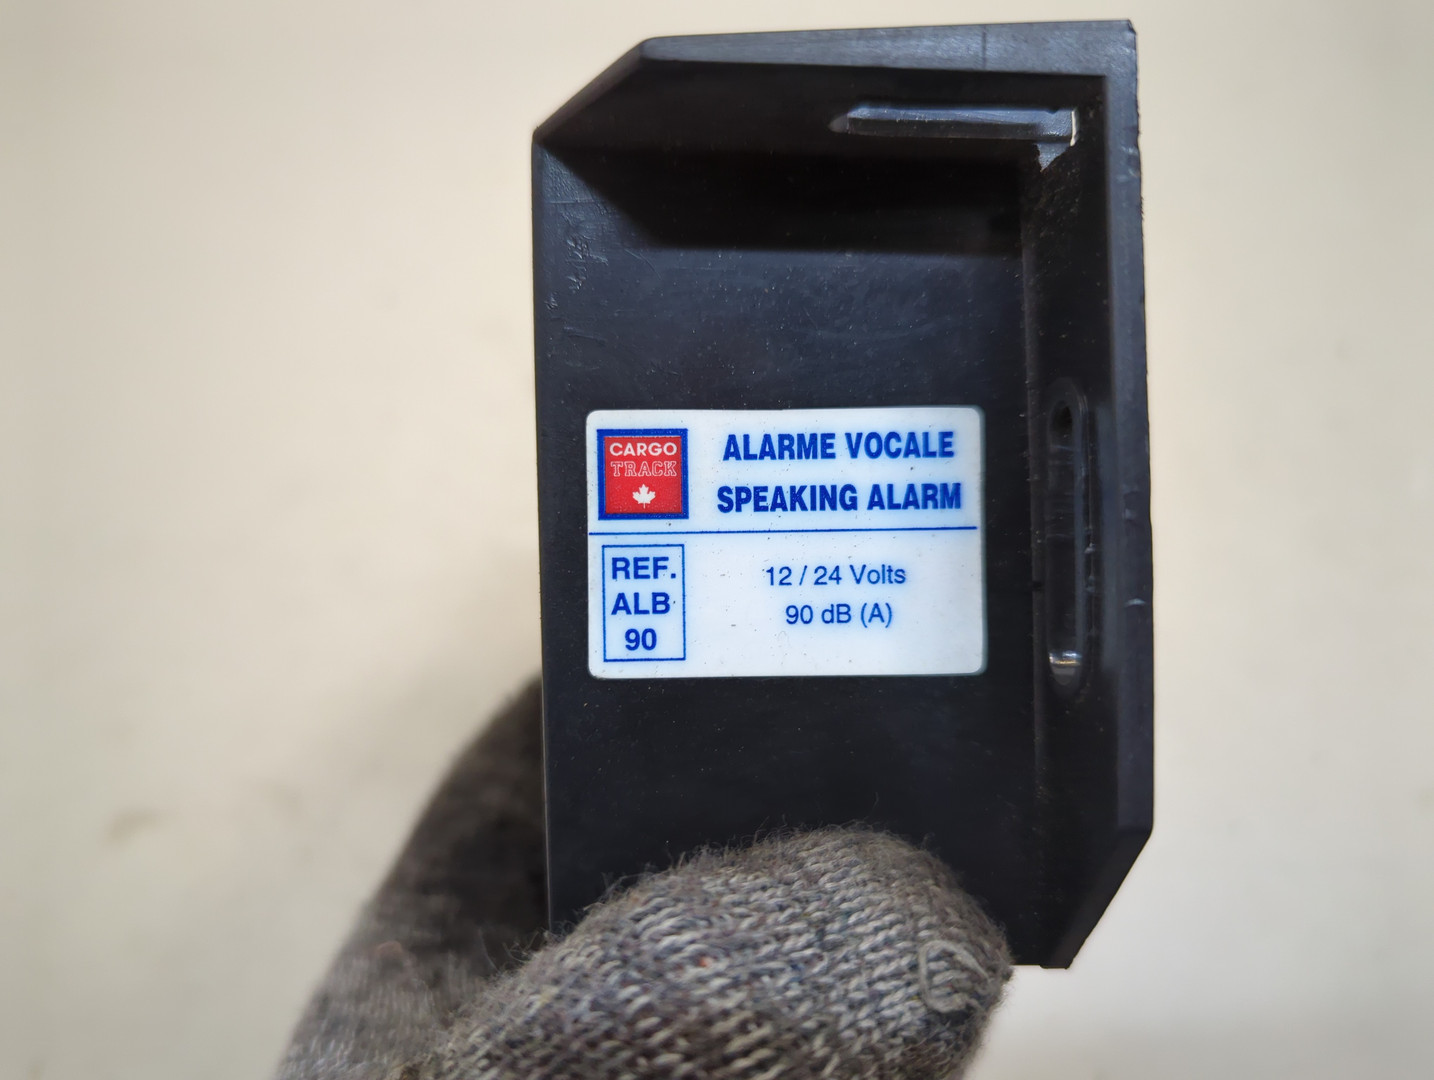 CARGO
TRACK
ALARME VOCALE
SPEAKING ALARM
REF.
ALB
90
12 / 24 Volts
90 dB (A)